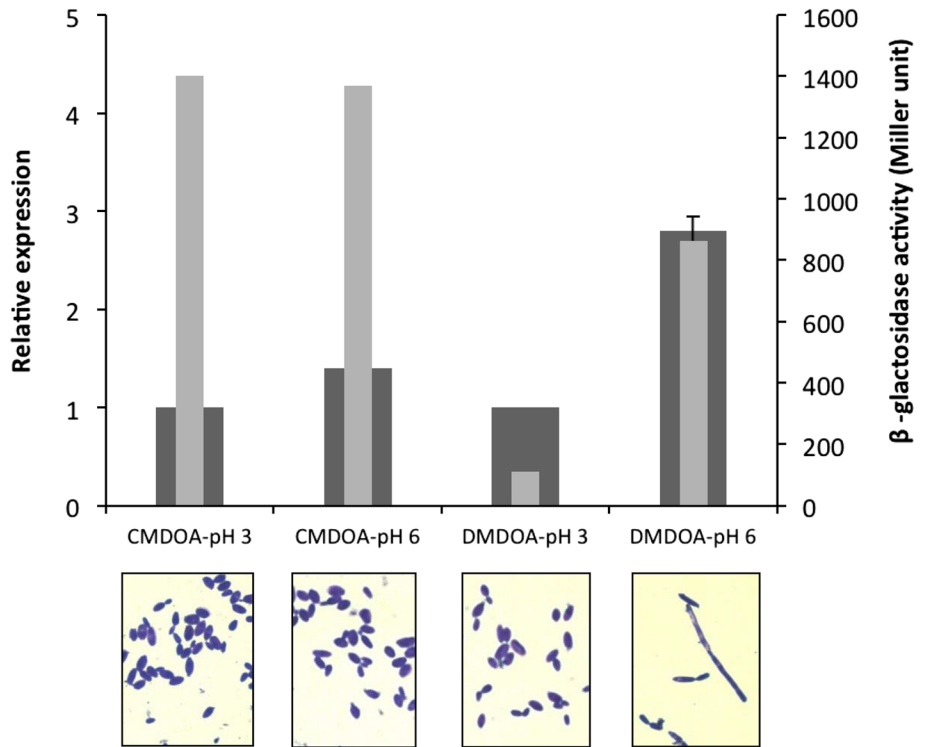 5
4
3
2
1
0
Relative expression
1600
1400
1200
1000
800
600
400
200
0
β -glactosidase activity (Miller unit)
CMDOA-pH 3
CMDOA-pH 6
DMDOA-pH 3
DMDOA-pH 6